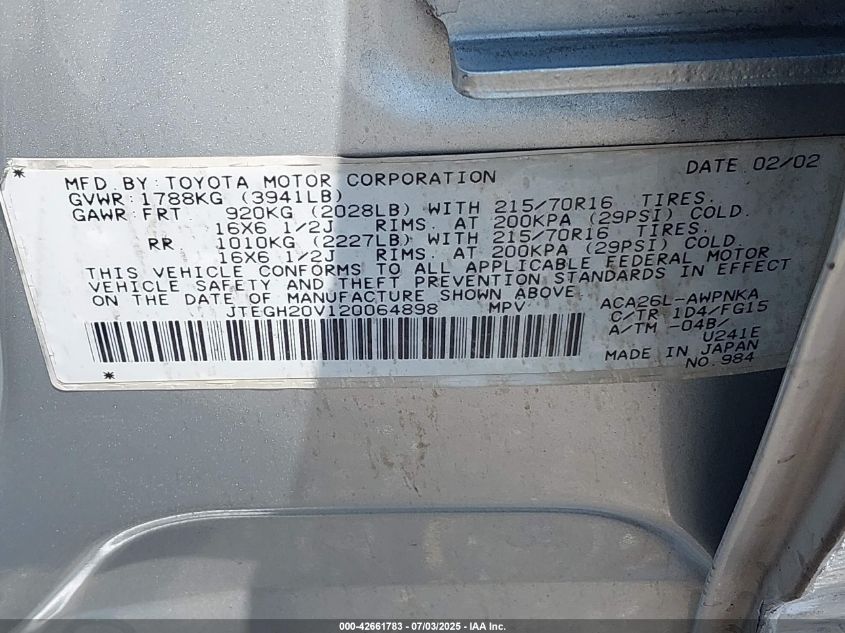 MFD. BY: TOYOTA MOTOR CORPORATION DATE 02/02
GVWR: 1788KG (3941LB)
GAWR: FRT 920KG (2028LB) WITH 215/70R16 TIRES.
16X6 1/2J RIMS. AT 200KPA (29PSI) COLD.
RR 1010KG (2227LB) WITH 215/70R16 TIRES.
16X6 1/2J RIMS. AT 200KPA (29PSI) COLD.
THIS VEHICLE CONFORMS TO ALL APPLICABLE FEDERAL MOTOR
VEHICLE SAFETY AND THEFT PREVENTION STANDARDS IN EFFECT
ON THE DATE OF MANUFACTURE SHOWN ABOVE.
JTEGH20V120064898 MPV
ACA26L-AWPNKA
C/TR 1D4/FG15
A/TM -04B/
U241E
MADE IN JAPAN
NO. 984
000-42661783 - 07/03/2025 - IAA Inc.